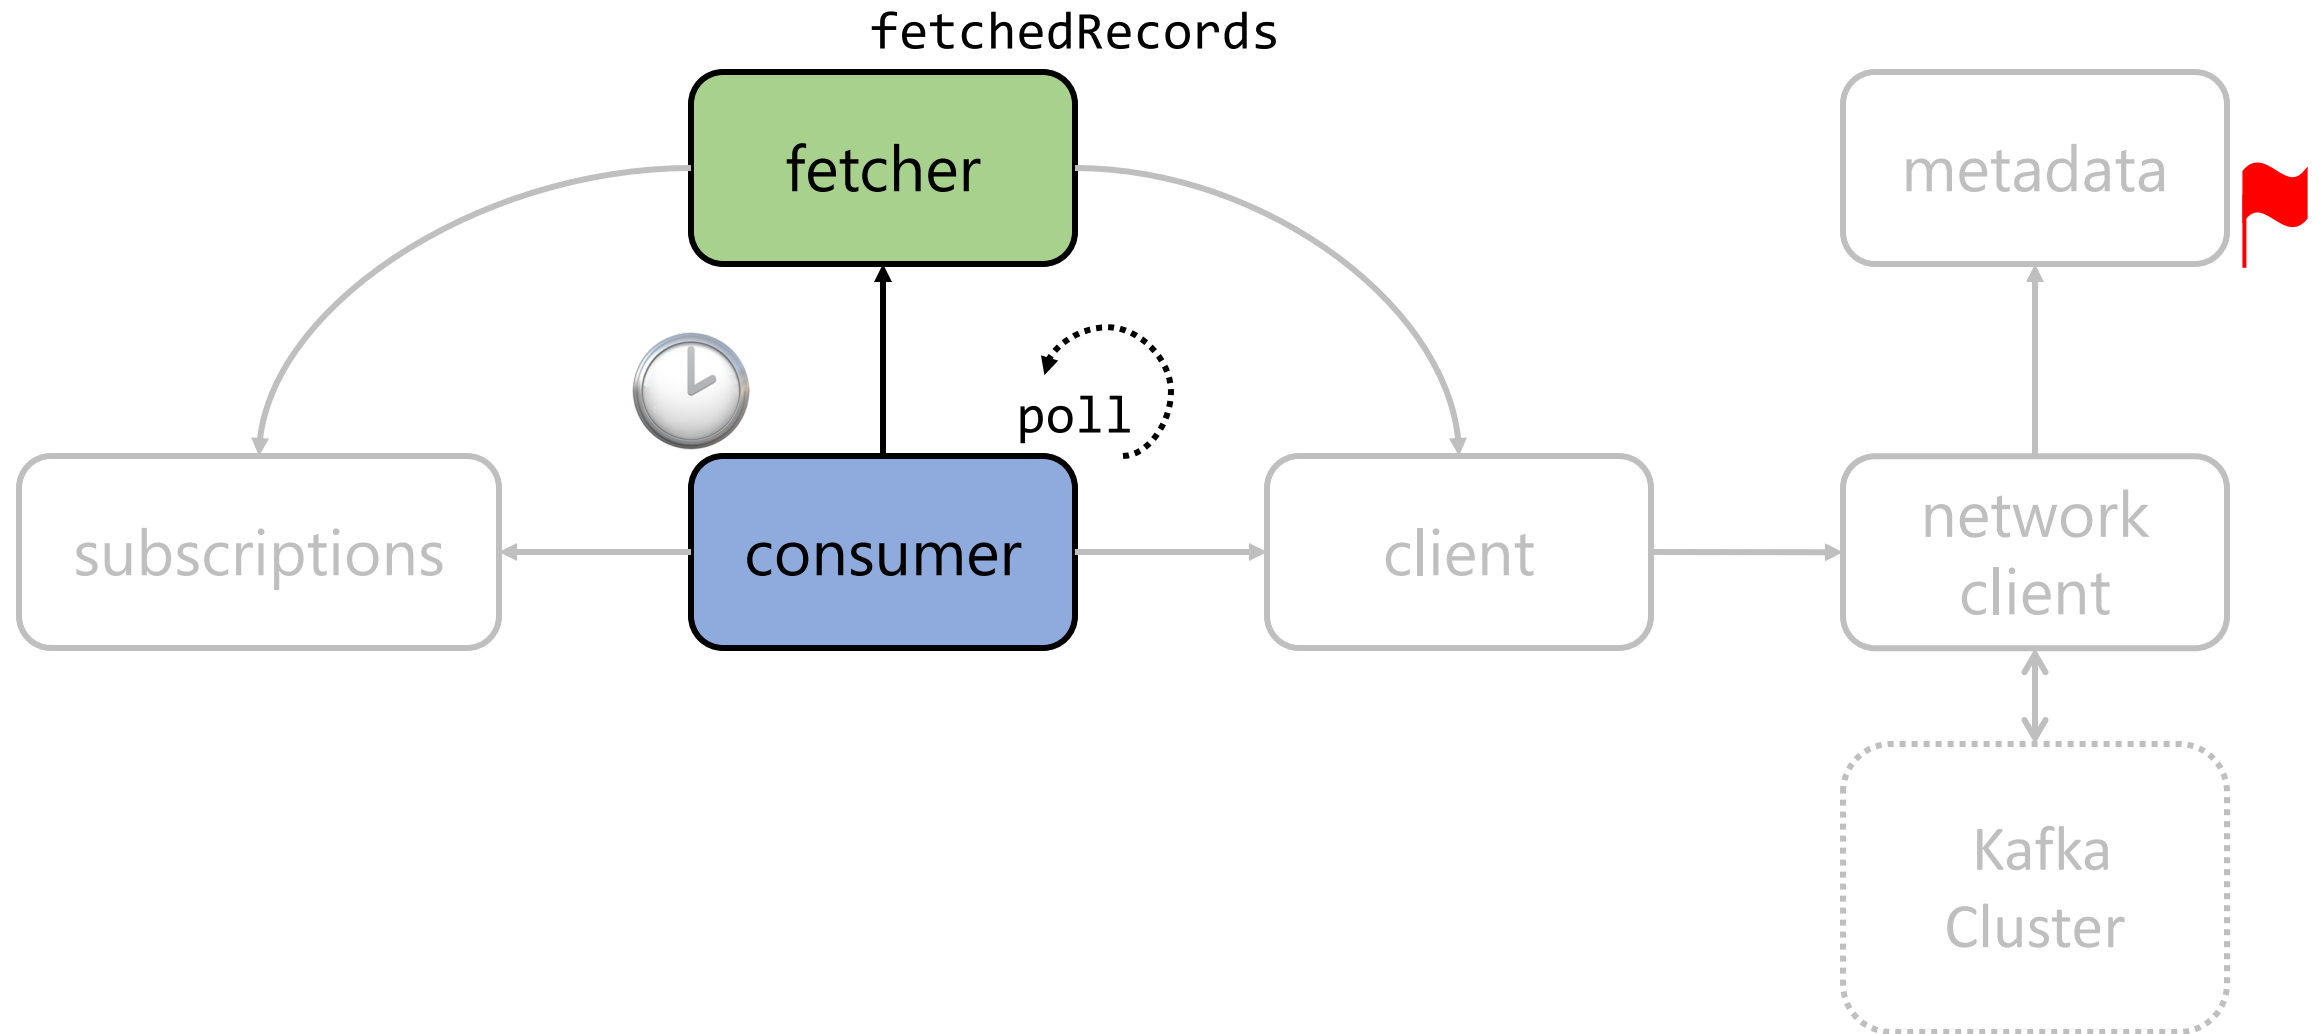 fetchedRecords
fetcher
metadata
poll
subscriptions
consumer
client
network
client
Kafka
Cluster